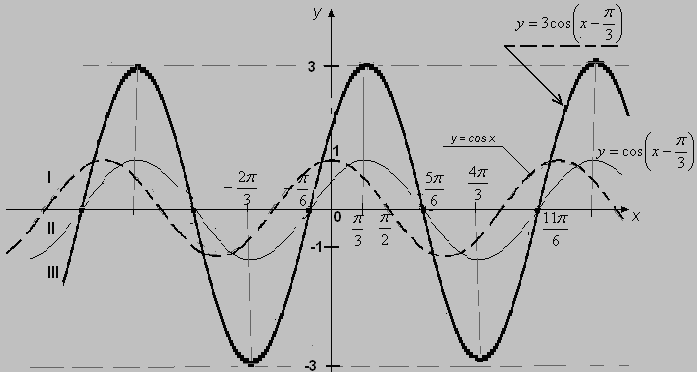 y
y = 3cos(x − π/3)
3
y = cos x
1
y = cos(x − π/3)
I
−2π/3
−π/6
5π/6
4π/3
II
0
π/3
π/2
11π/6
x
-1
III
-3